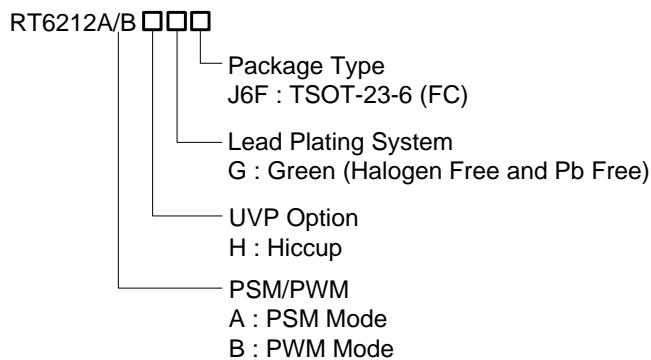 RT6212A/B
Package Type
J6F : TSOT-23-6 (FC)
Lead Plating System
G : Green (Halogen Free and Pb Free)
UVP Option
H : Hiccup
PSM/PWM
A : PSM Mode
B : PWM Mode